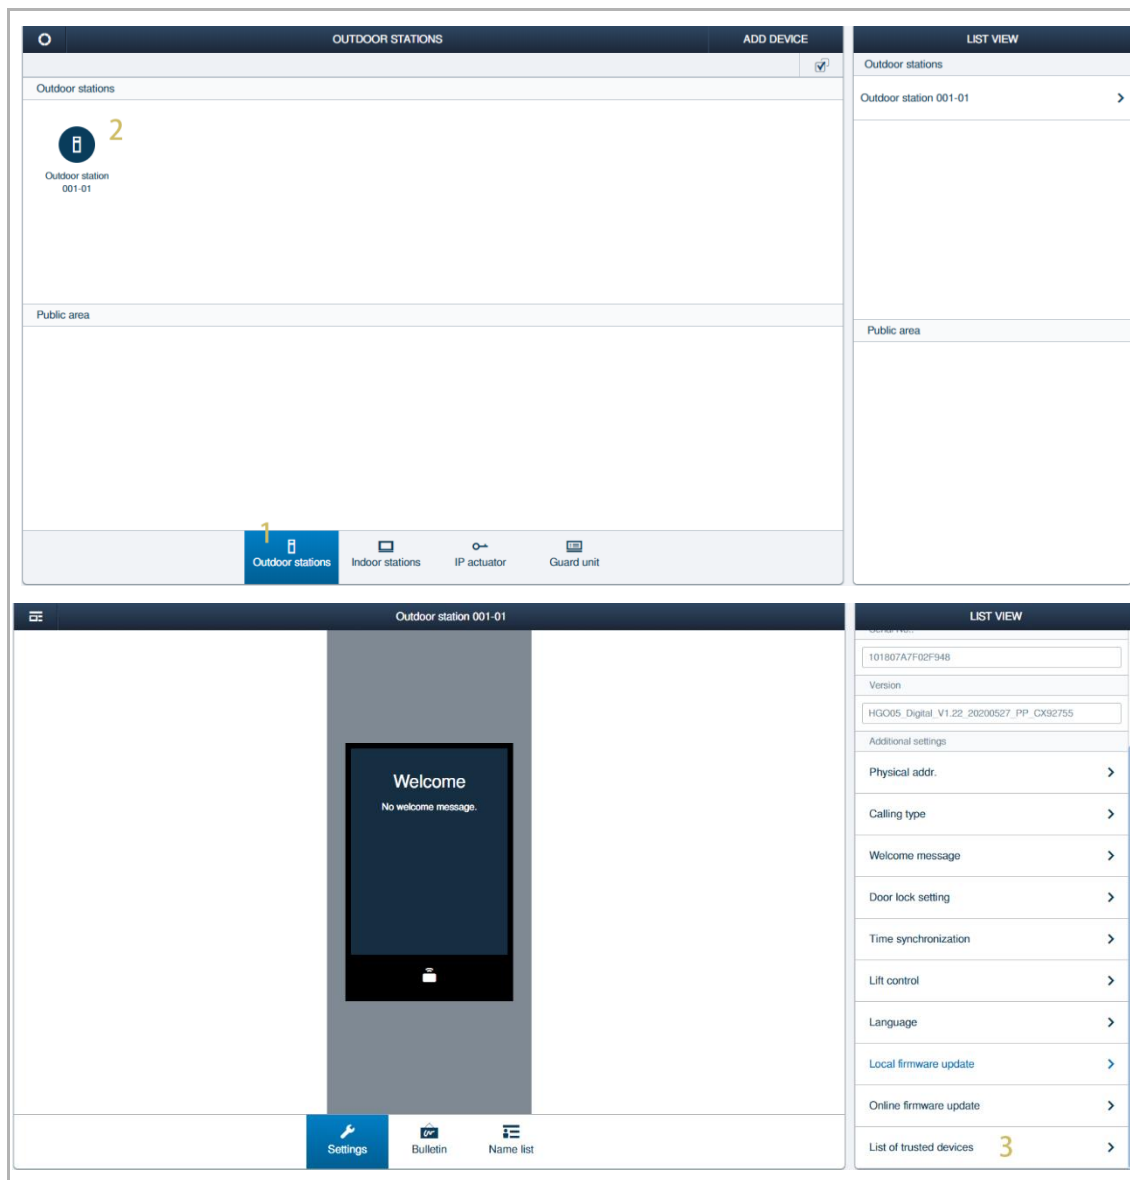 OUTDOOR STATIONS
ADD DEVICE
LIST VIEW
Outdoor stations
Outdoor stations
Outdoor station 001-01
2
Outdoor station
001-01
Public area
Public area
1
Outdoor stations
Indoor stations
IP actuator
Guard unit
Outdoor station 001-01
LIST VIEW
Serial No.:
101807A7F02F948
Version
HGO05_Digital_V1.22_20200527_PP_CX92755
Additional settings
Physical addr.
Calling type
Welcome message
Door lock setting
Time synchronization
Lift control
Language
Local firmware update
Online firmware update
List of trusted devices 3
Welcome
No welcome message.
Settings
Bulletin
Name list